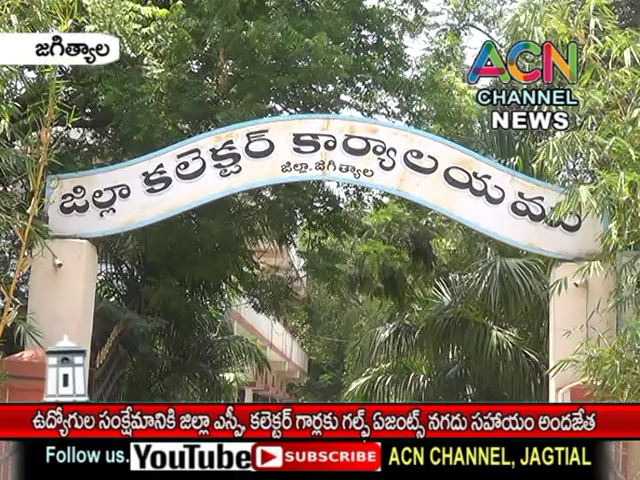 జగిత్యాల
ACN
CHANNEL
NEWS
జిల్లా కలెక్టర్ కార్యాలయము
జిల్లా.జగిత్యాల
ఉద్యోగుల సంక్షేమానికి జిల్లా ఎస్పీ, కలెక్టర్ గార్లకు గల్ఫ్ ఏజంట్స్ నగదు సహాయం అందజేత
Follow us. YouTube SUBSCRIBE ACN CHANNEL, JAGTIAL